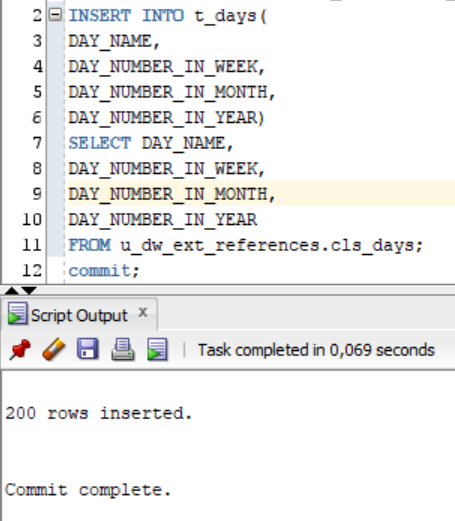 2 INSERT INTO t_days(
3 DAY_NAME,
4 DAY_NUMBER_IN_WEEK,
5 DAY_NUMBER_IN_MONTH,
6 DAY_NUMBER_IN_YEAR)
7 SELECT DAY_NAME,
8 DAY_NUMBER_IN_WEEK,
9 DAY_NUMBER_IN_MONTH,
10 DAY_NUMBER_IN_YEAR
11 FROM u_dw_ext_references.cls_days;
12 commit;
Script Output x
Task completed in 0,069 seconds
200 rows inserted.
Commit complete.